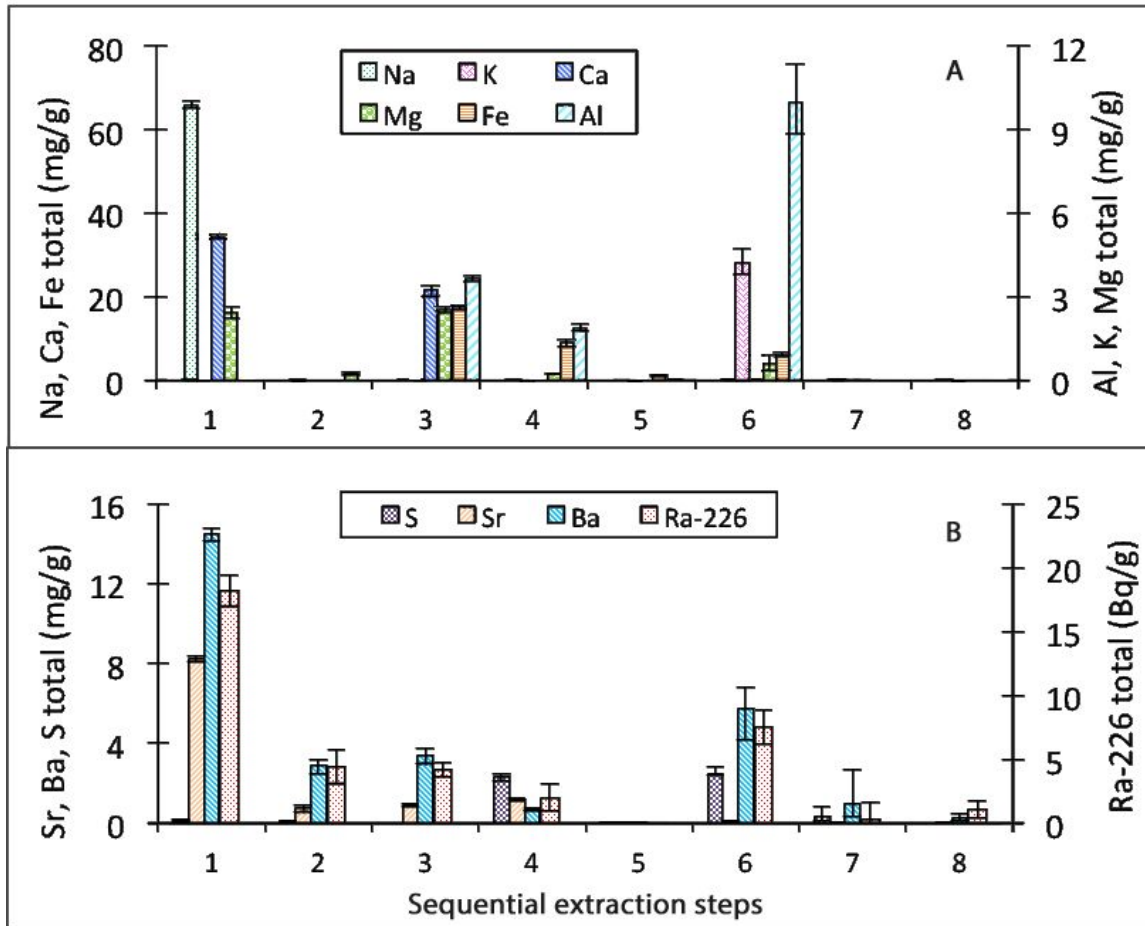 A
Na K Ca
Mg Fe Al
80
60
40
20
0
12
9
6
3
0
Na, Ca, Fe total (mg/g)
Al, K, Mg total (mg/g)
1 2 3 4 5 6 7 8
B
S Sr Ba Ra-226
16
12
8
4
0
25
20
15
10
5
0
Sr, Ba, S total (mg/g)
Ra-226 total (Bq/g)
1 2 3 4 5 6 7 8
Sequential extraction steps